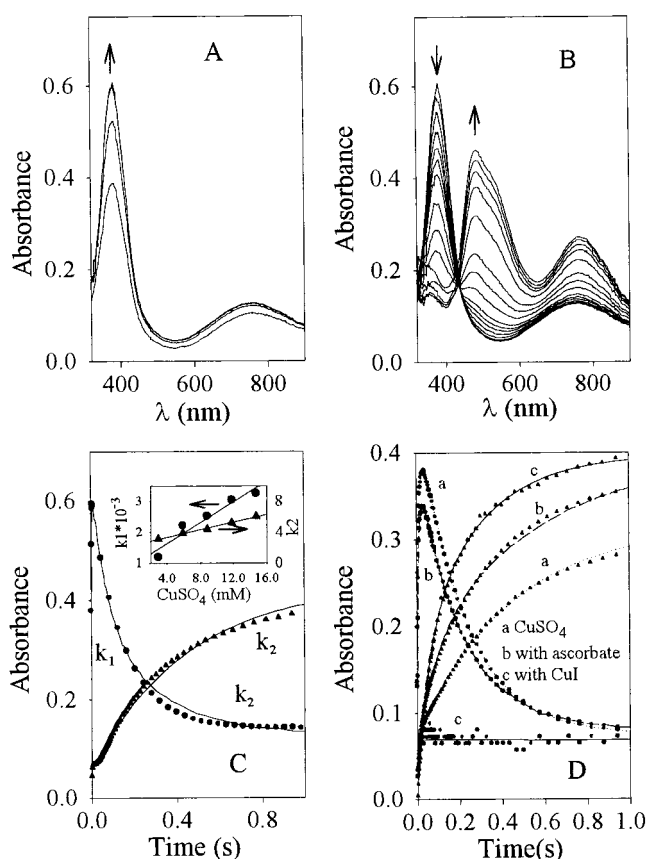 A
B
Absorbance
0.6
0.4
0.2
0.0
400 600 800
λ (nm)
Absorbance
0.6
0.4
0.2
0.0
400 600 800
λ (nm)
Absorbance
0.6
0.4
0.2
0.0
k1*10⁻³
3
2
1
8
4
0
k2
4.0 8.0 12.0 16.0
CuSO₄ (mM)
k₁
k₂
k₂
C
0.0 0.4 0.8
Time (s)
Absorbance
0.4
0.3
0.2
0.1
0.0
a
b
c
b
a
a CuSO₄
b with ascorbate
c with CuI
c
D
0.0 0.2 0.4 0.6 0.8 1.0
Time(s)